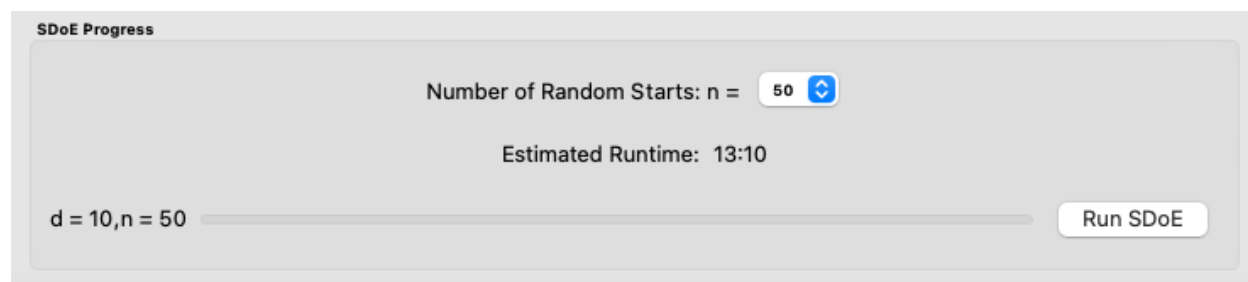 SDoE Progress
Number of Random Starts: n = 50
Estimated Runtime: 13:10
d = 10,n = 50 Run SDoE